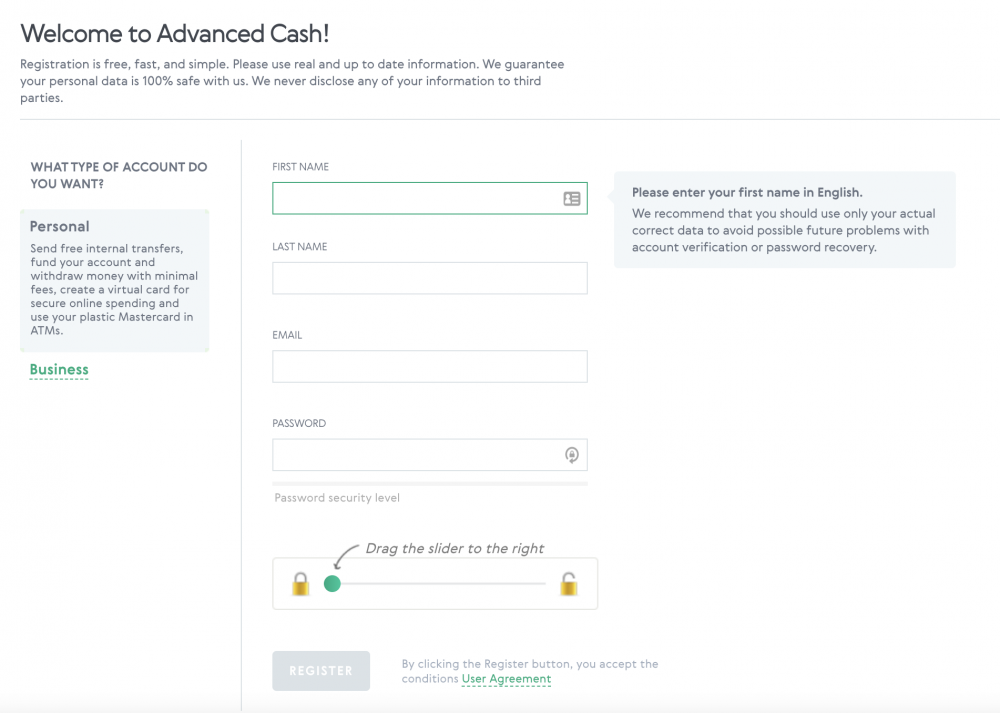 Welcome to Advanced Cash!
Registration is free, fast, and simple. Please use real and up to date information. We guarantee
your personal data is 100% safe with us. We never disclose any of your information to third
parties.
WHAT TYPE OF ACCOUNT DO
YOU WANT?
Personal
Send free internal transfers,
fund your account and
withdraw money with minimal
fees, create a virtual card for
secure online spending and
use your plastic Mastercard in
ATMs.
Business
FIRST NAME
Please enter your first name in English.
We recommend that you should use only your actual
correct data to avoid possible future problems with
account verification or password recovery.
LAST NAME
EMAIL
PASSWORD
Password security level
Drag the slider to the right
REGISTER
By clicking the Register button, you accept the
conditions User Agreement